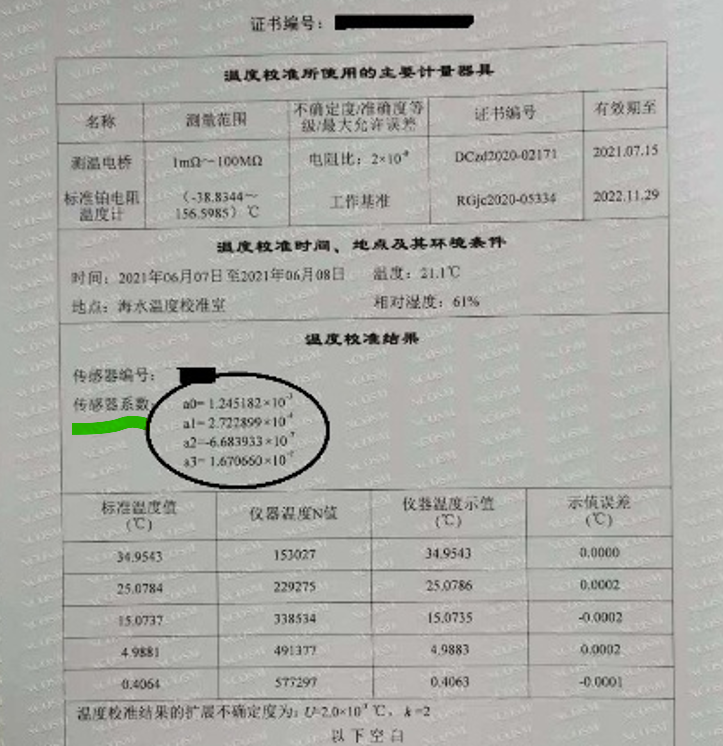 证书编号：
温度校准所使用的主要计量器具
名称 测量范围 不确定度/准确度等级/最大允许误差 证书编号 有效期至
测温电桥 1mΩ～100MΩ 电阻比：2×10⁻⁸ DCzd2020-02171 2021.07.15
标准铂电阻温度计 （-38.8344～156.5985）℃ 工作基准 RGjc2020-05334 2022.11.29
温度校准时间、地点及其环境条件
时间：2021年06月07日至2021年06月08日 温度：21.1℃
地点：海水温度校准室 相对湿度：61%
温度校准结果
传感器编号：
传感器系数： a0= 1.245182×10⁻³
a1= 2.722899×10⁻⁴
a2=-6.683933×10⁻⁷
a3= 1.670660×10⁻⁷
标准温度值(℃) 仪器温度N值 仪器温度示值(℃) 示值误差(℃)
34.9543 153027 34.9543 0.0000
25.0784 229275 25.0786 0.0002
15.0737 338534 15.0735 -0.0002
4.9881 491377 4.9883 0.0002
0.4064 577297 0.4063 -0.0001
温度校准结果的扩展不确定度为：U=2.0×10⁻³ ℃，k=2
以下空白
NCOSM